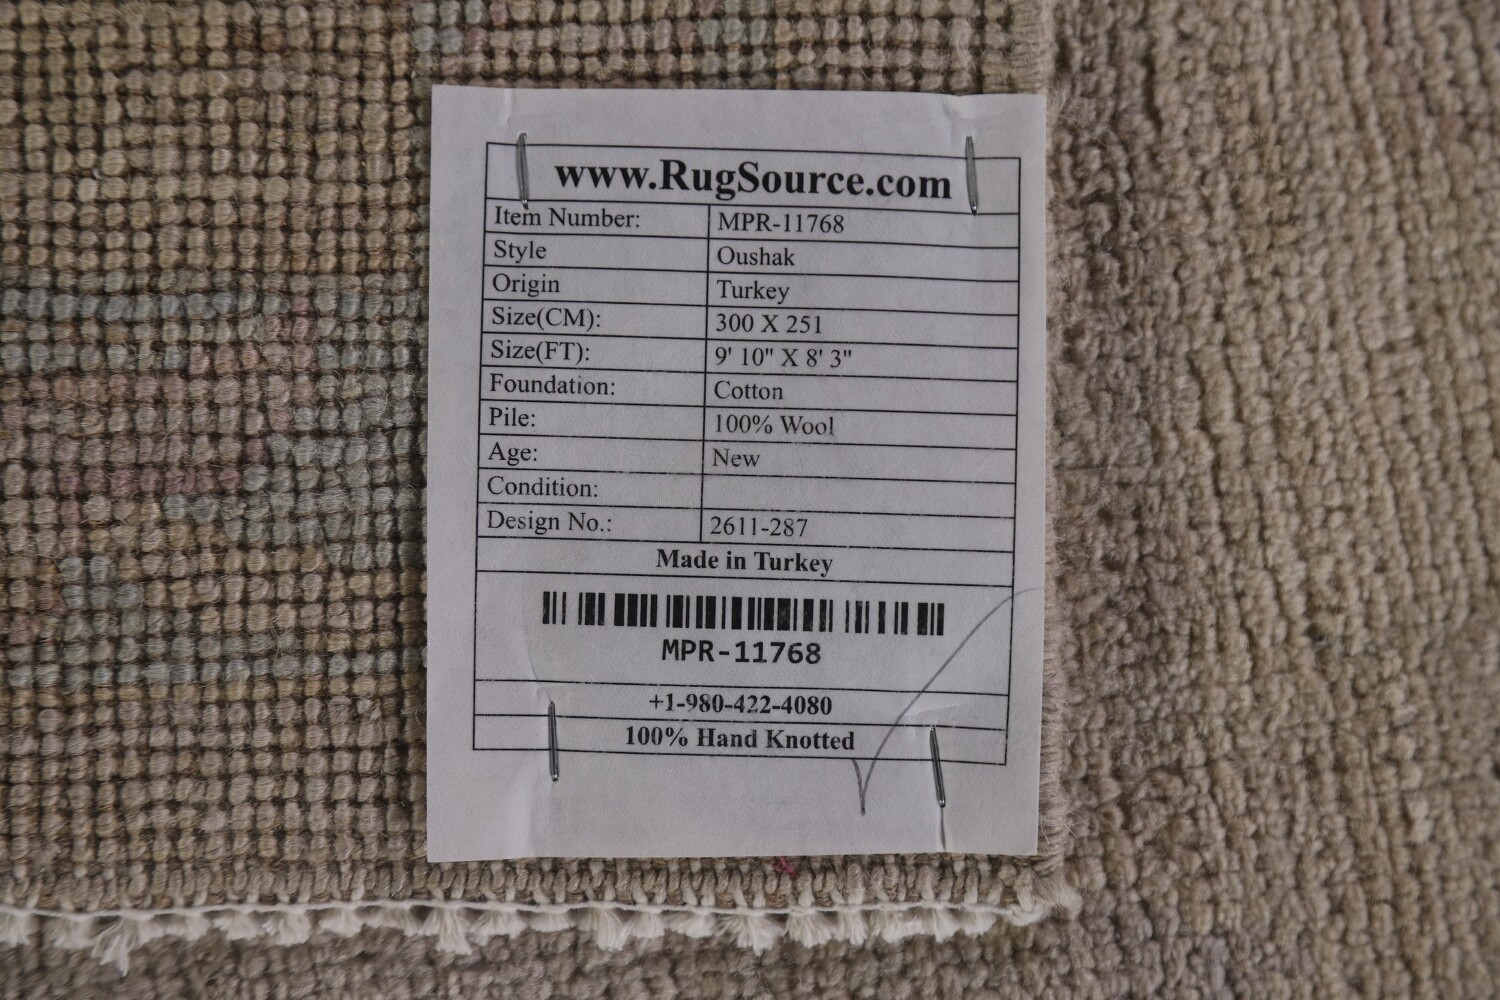 www.RugSource.com
Item Number: MPR-11768
Style Oushak
Origin Turkey
Size(CM): 300 X 251
Size(FT): 9' 10" X 8' 3"
Foundation: Cotton
Pile: 100% Wool
Age: New
Condition:
Design No.: 2611-287
Made in Turkey
MPR-11768
+1-980-422-4080
100% Hand Knotted